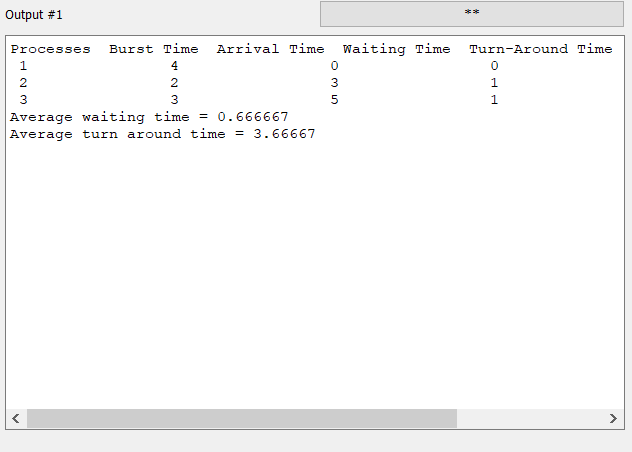 Output #1
**
Processes  Burst Time  Arrival Time  Waiting Time  Turn-Around Time
1  4  0  0
2  2  3  1
3  3  5  1
Average waiting time = 0.666667
Average turn around time = 3.66667